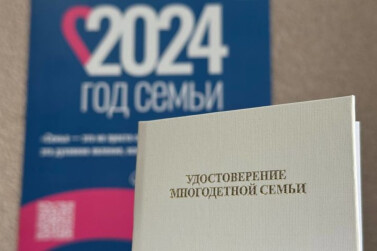 2024
ГОД СЕМЬИ
УДОСТОВЕРЕНИЕ
МНОГОДЕТНОЙ СЕМЬИ